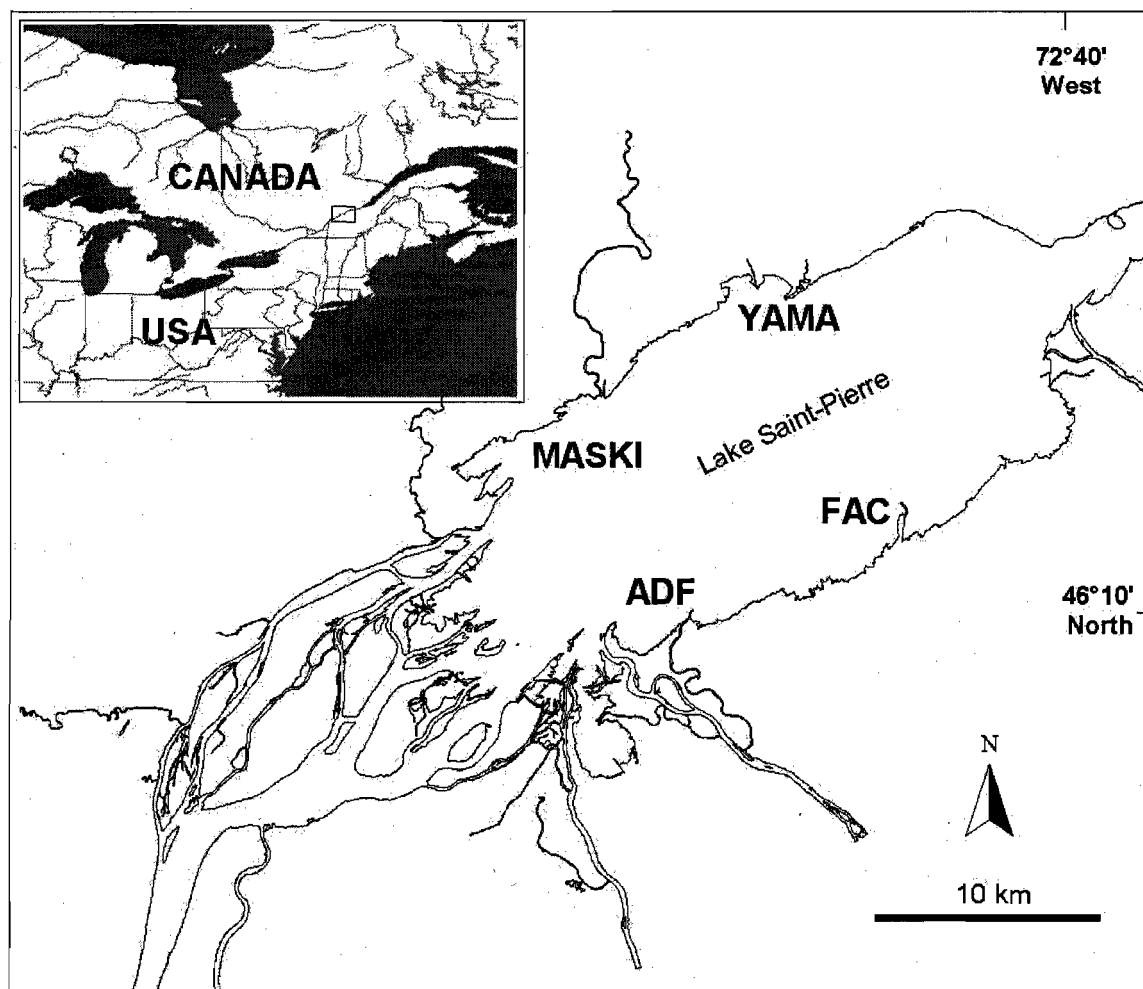 72°40'
West
CANADA
USA
YAMA
Lake Saint-Pierre
MASKI
FAC
ADF
46°10'
North
N
10 km